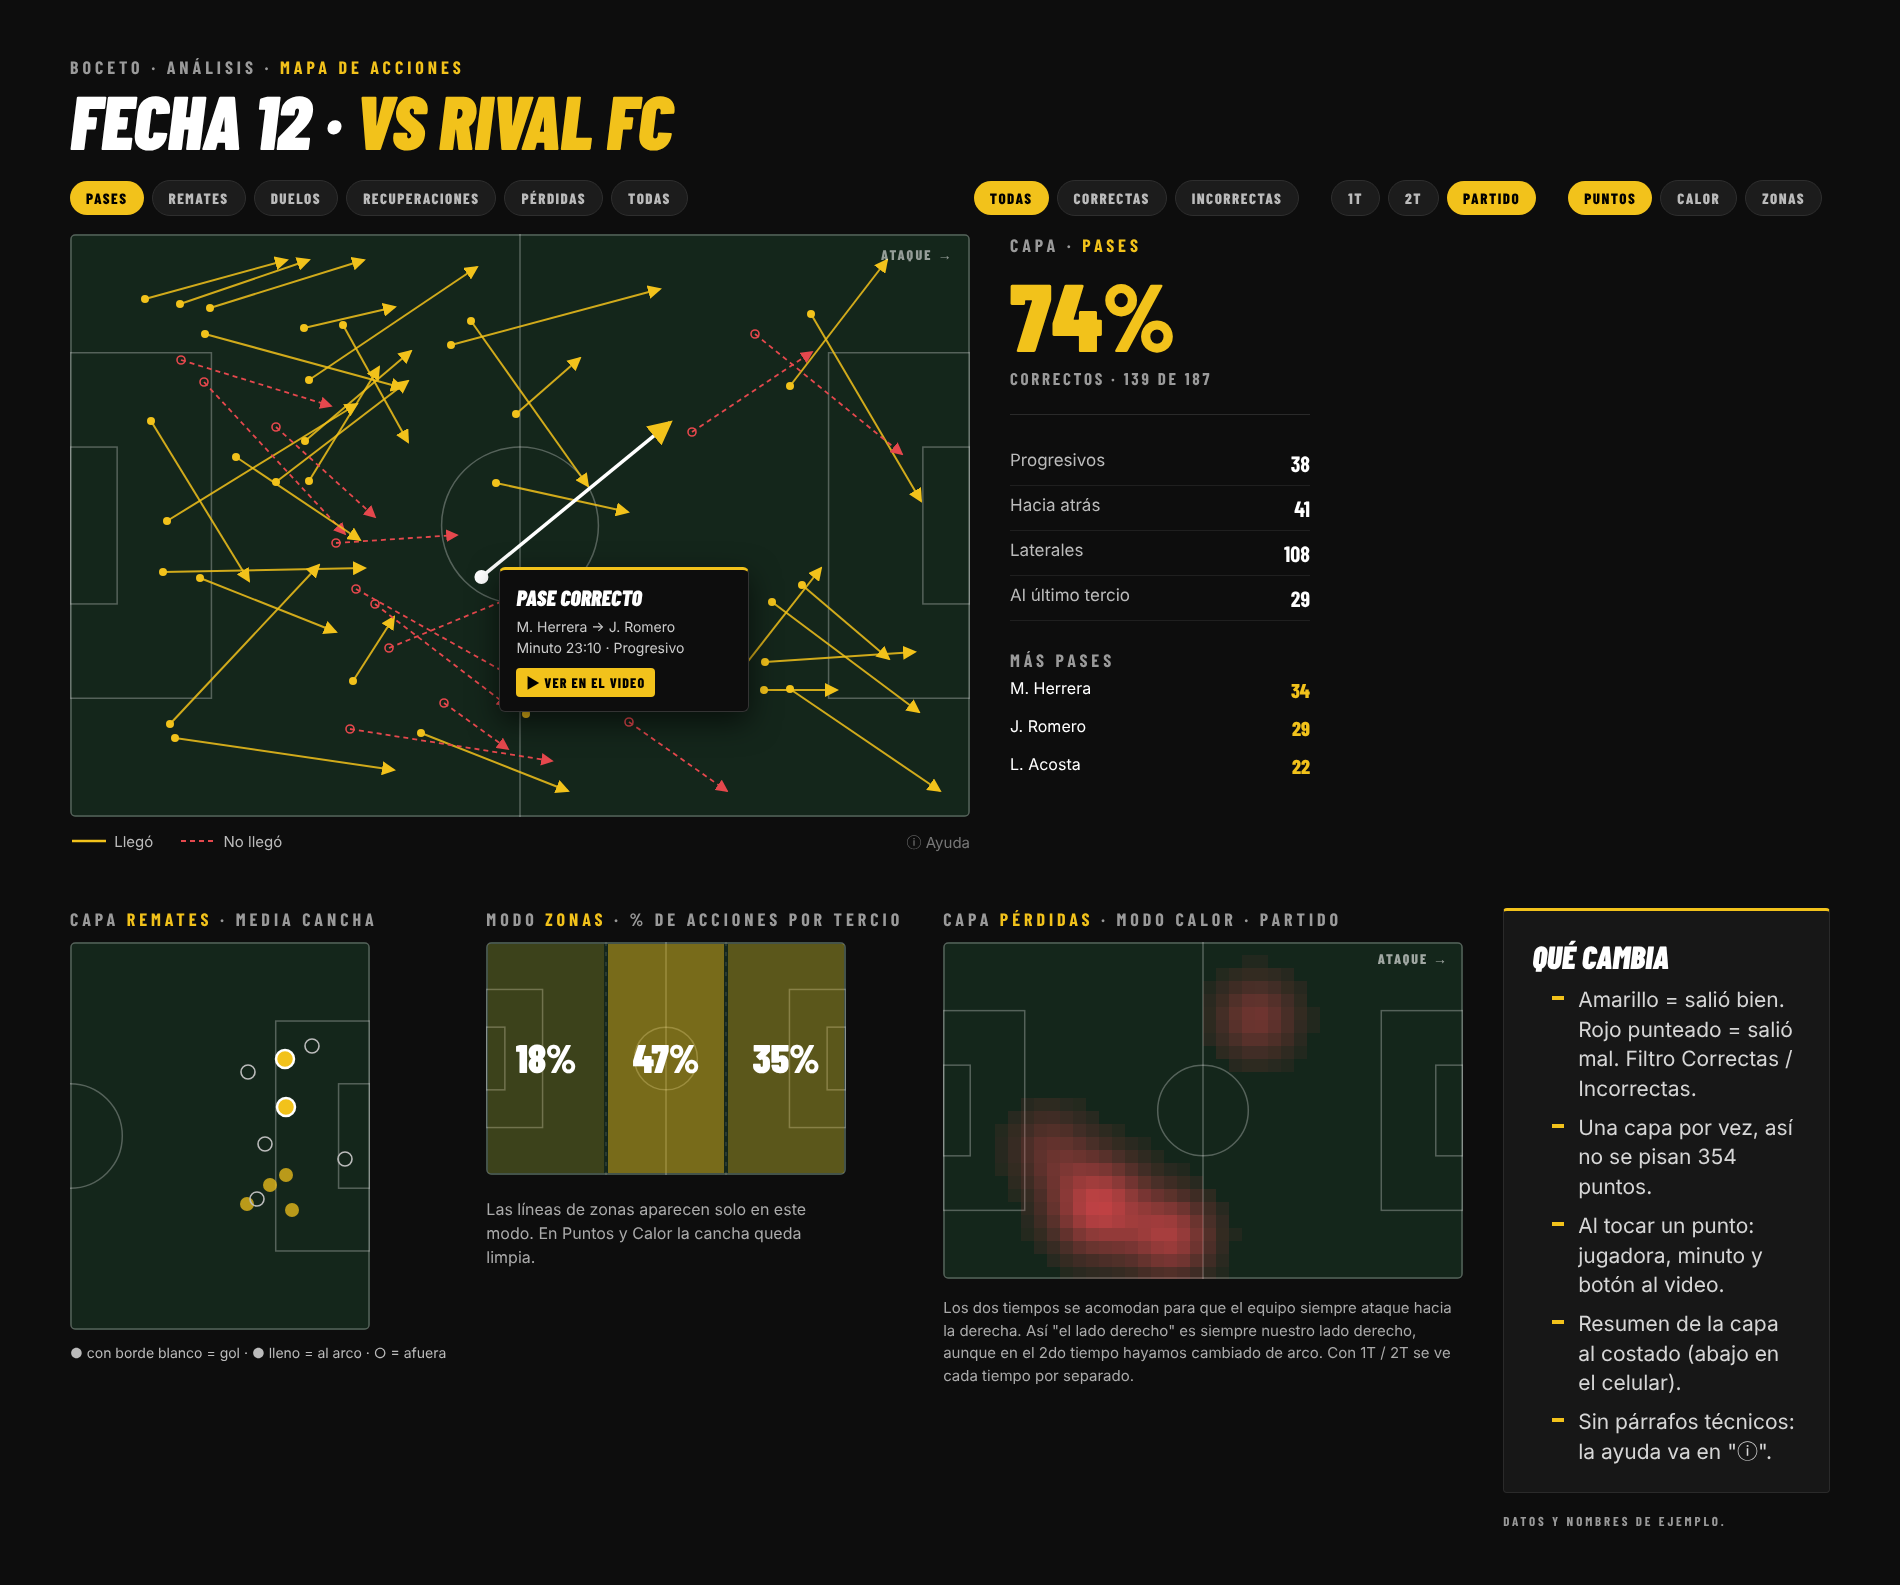 BOCETO · ANÁLISIS · MAPA DE ACCIONES
FECHA 12 · VS RIVAL FC
PASES
REMATES
DUELOS
RECUPERACIONES
PÉRDIDAS
TODAS
TODAS
CORRECTAS
INCORRECTAS
1T
2T
PARTIDO
PUNTOS
CALOR
ZONAS
ATAQUE →
PASE CORRECTO
M. Herrera → J. Romero
Minuto 23:10 · Progresivo
▶ VER EN EL VIDEO
Llegó
No llegó
ⓘ Ayuda
CAPA · PASES
74%
CORRECTOS · 139 DE 187
Progresivos 38
Hacia atrás 41
Laterales 108
Al último tercio 29
MÁS PASES
M. Herrera 34
J. Romero 29
L. Acosta 22
CAPA REMATES · MEDIA CANCHA
● con borde blanco = gol · ● lleno = al arco · ○ = afuera
MODO ZONAS · % DE ACCIONES POR TERCIO
18%
47%
35%
Las líneas de zonas aparecen solo en este
modo. En Puntos y Calor la cancha queda
limpia.
CAPA PÉRDIDAS · MODO CALOR · PARTIDO
ATAQUE →
Los dos tiempos se acomodan para que el equipo siempre ataque hacia
la derecha. Así "el lado derecho" es siempre nuestro lado derecho,
aunque en el 2do tiempo hayamos cambiado de arco. Con 1T / 2T se ve
cada tiempo por separado.
QUÉ CAMBIA
Amarillo = salió bien.
Rojo punteado = salió
mal. Filtro Correctas /
Incorrectas.
Una capa por vez, así
no se pisan 354
puntos.
Al tocar un punto:
jugadora, minuto y
botón al video.
Resumen de la capa
al costado (abajo en
el celular).
Sin párrafos técnicos:
la ayuda va en "ⓘ".
DATOS Y NOMBRES DE EJEMPLO.